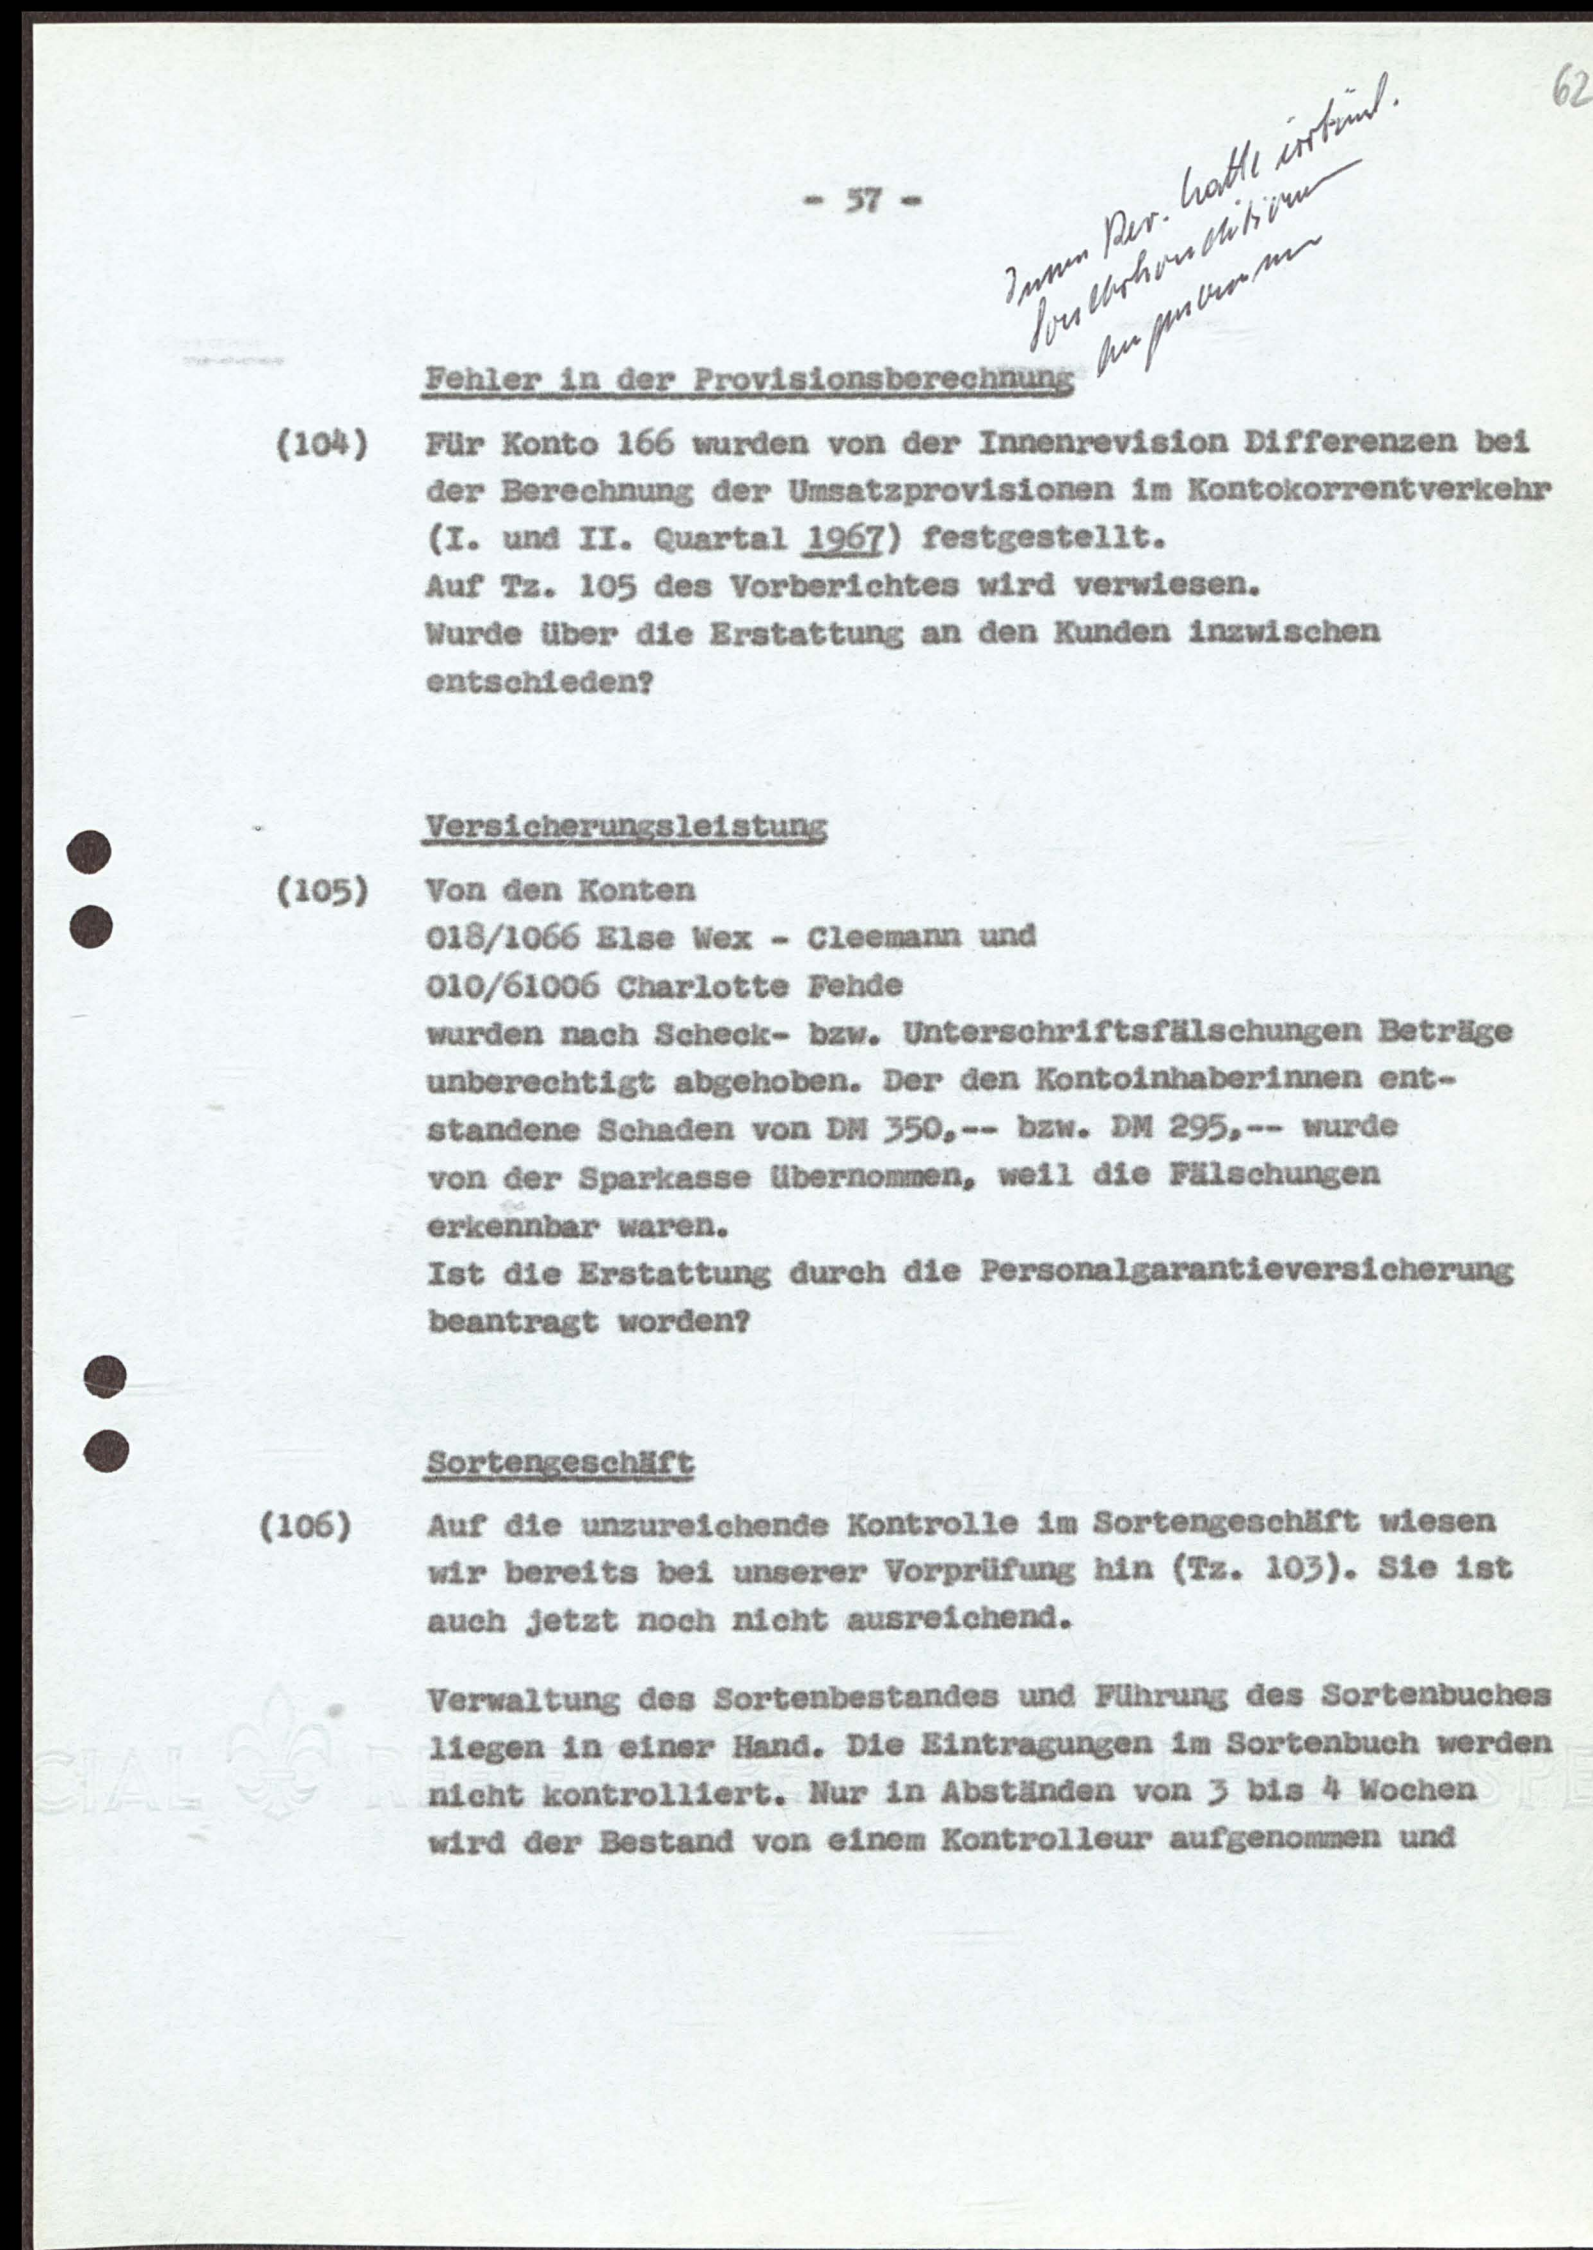 62
- 57 -
Innen Rev. hatte irrtüml.
Sonderkonditionen
angenommen
Fehler in der Provisionsberechnung
(104) Für Konto 166 wurden von der Innenrevision Differenzen bei
der Berechnung der Umsatzprovisionen im Kontokorrentverkehr
(I. und II. Quartal 1967) festgestellt.
Auf Tz. 105 des Vorberichtes wird verwiesen.
Wurde über die Erstattung an den Kunden inzwischen
entschieden?
Versicherungsleistung
(105) Von den Konten
018/1066 Else Wex - Cleemann und
010/61006 Charlotte Fehde
wurden nach Scheck- bzw. Unterschriftsfälschungen Beträge
unberechtigt abgehoben. Der den Kontoinhaberinnen ent-
standene Schaden von DM 350,-- bzw. DM 295,-- wurde
von der Sparkasse übernommen, weil die Fälschungen
erkennbar waren.
Ist die Erstattung durch die Personalgarantieversicherung
beantragt worden?
Sortengeschäft
(106) Auf die unzureichende Kontrolle im Sortengeschäft wiesen
wir bereits bei unserer Vorprüfung hin (Tz. 103). Sie ist
auch jetzt noch nicht ausreichend.
Verwaltung des Sortenbestandes und Führung des Sortenbuches
liegen in einer Hand. Die Eintragungen im Sortenbuch werden
nicht kontrolliert. Nur in Abständen von 3 bis 4 Wochen
wird der Bestand von einem Kontrolleur aufgenommen und
CIAL